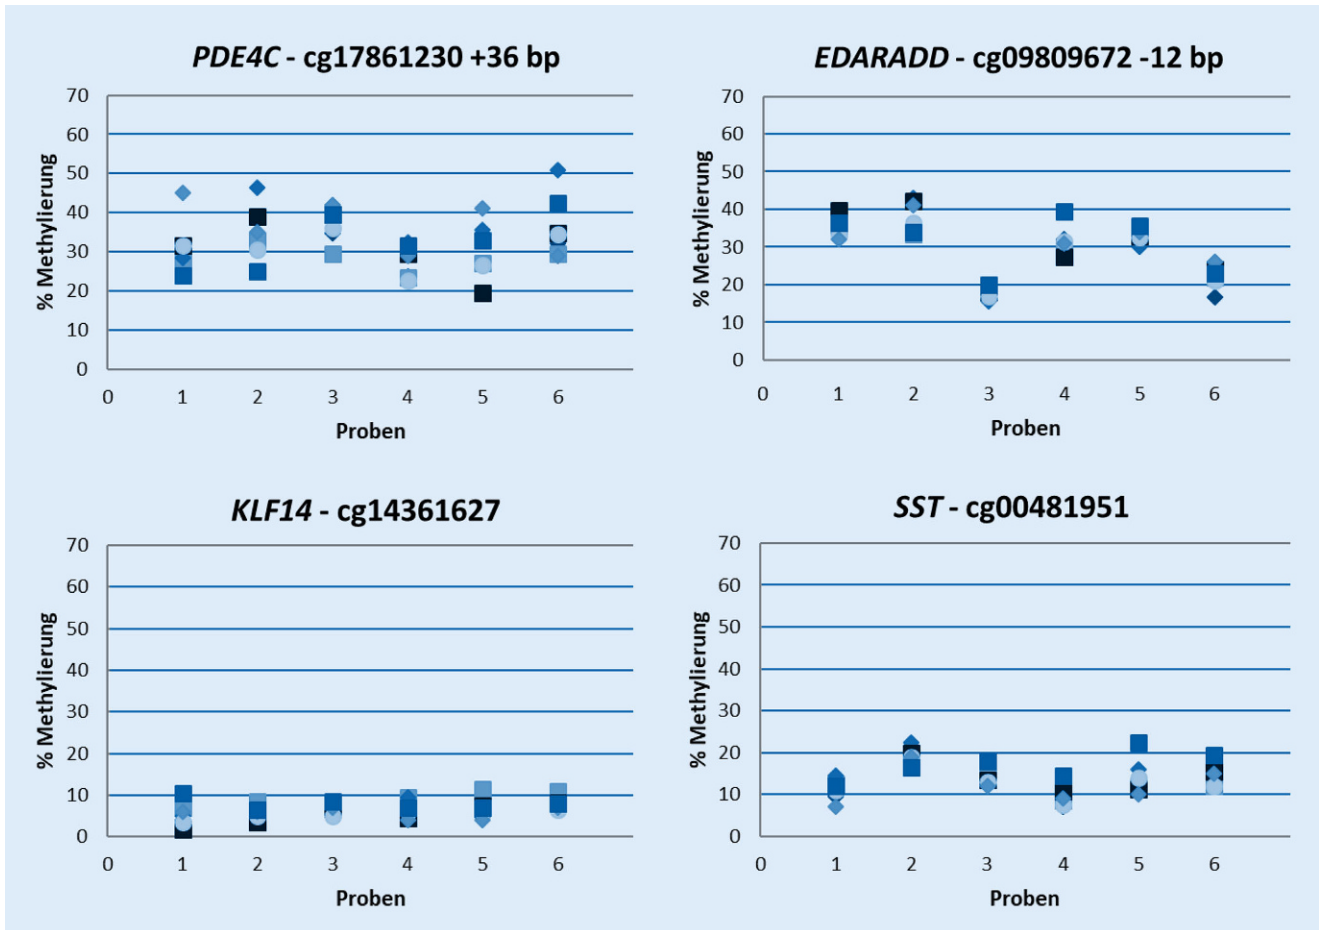 PDE4C - cg17861230 +36 bp
% Methylierung
70
60
50
40
30
20
10
0
0 1 2 3 4 5 6
Proben
EDARADD - cg09809672 -12 bp
% Methylierung
70
60
50
40
30
20
10
0
0 1 2 3 4 5 6
Proben
KLF14 - cg14361627
% Methylierung
70
60
50
40
30
20
10
0
0 1 2 3 4 5 6
Proben
SST - cg00481951
% Methylierung
70
60
50
40
30
20
10
0
0 1 2 3 4 5 6
Proben